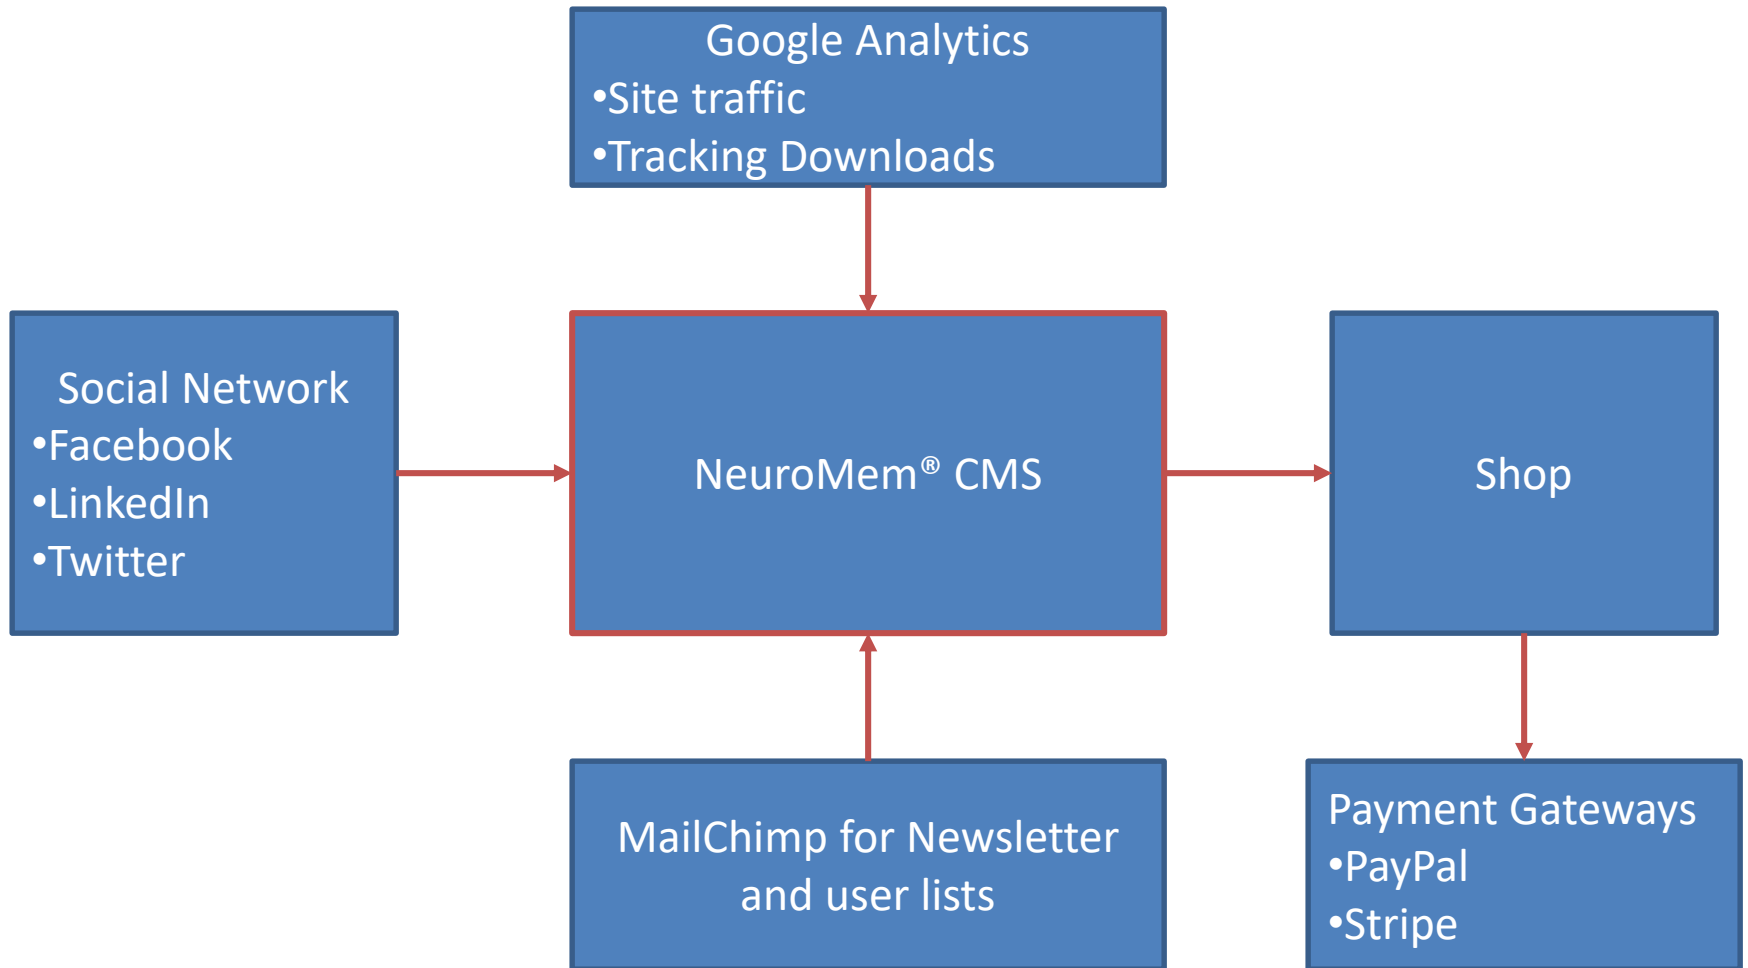 Google Analytics
•Site traffic
•Tracking Downloads
Social Network
•Facebook
•LinkedIn
•Twitter
NeuroMem® CMS
Shop
MailChimp for Newsletter
and user lists
Payment Gateways
•PayPal
•Stripe